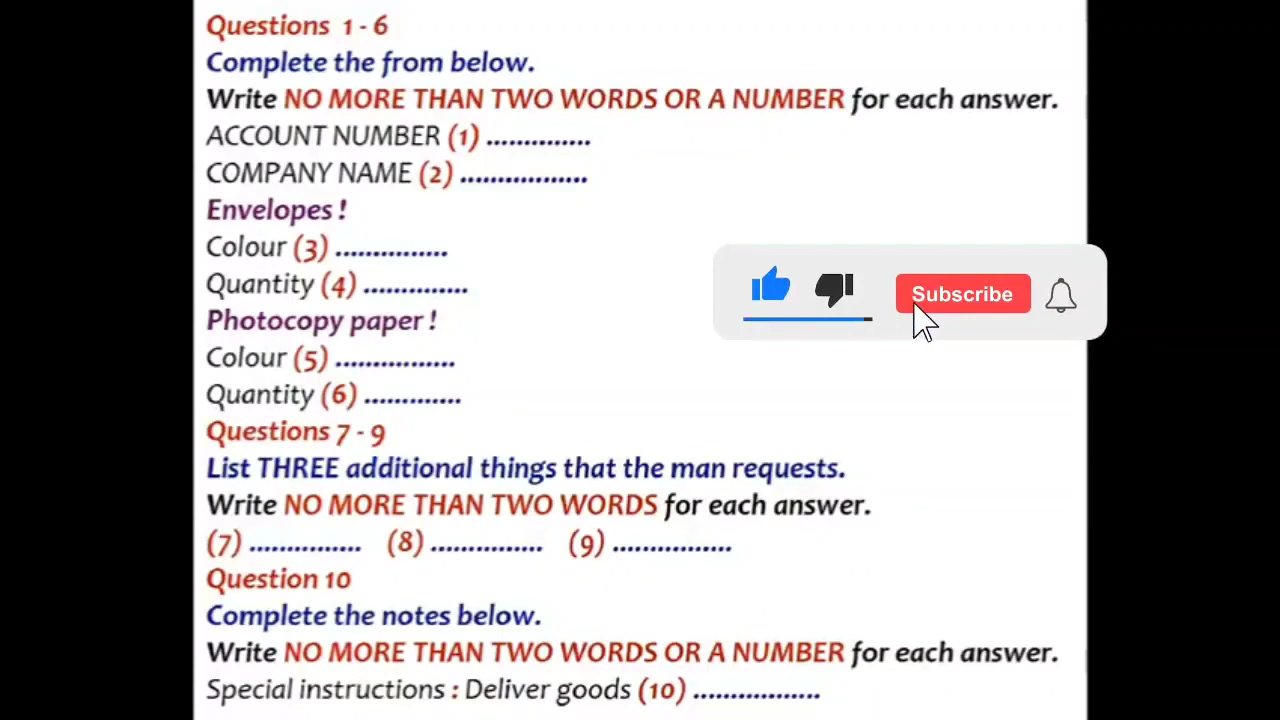 Questions 1 - 6
Complete the from below.
Write NO MORE THAN TWO WORDS OR A NUMBER for each answer.
ACCOUNT NUMBER (1) ..............
COMPANY NAME (2) .................
Envelopes !
Colour (3) ...............
Quantity (4) ..............
Photocopy paper !
Colour (5) ................
Quantity (6) .............
Subscribe
Questions 7 - 9
List THREE additional things that the man requests.
Write NO MORE THAN TWO WORDS for each answer.
(7) ............... (8) ............... (9) ................
Question 10
Complete the notes below.
Write NO MORE THAN TWO WORDS OR A NUMBER for each answer.
Special instructions : Deliver goods (10) .................